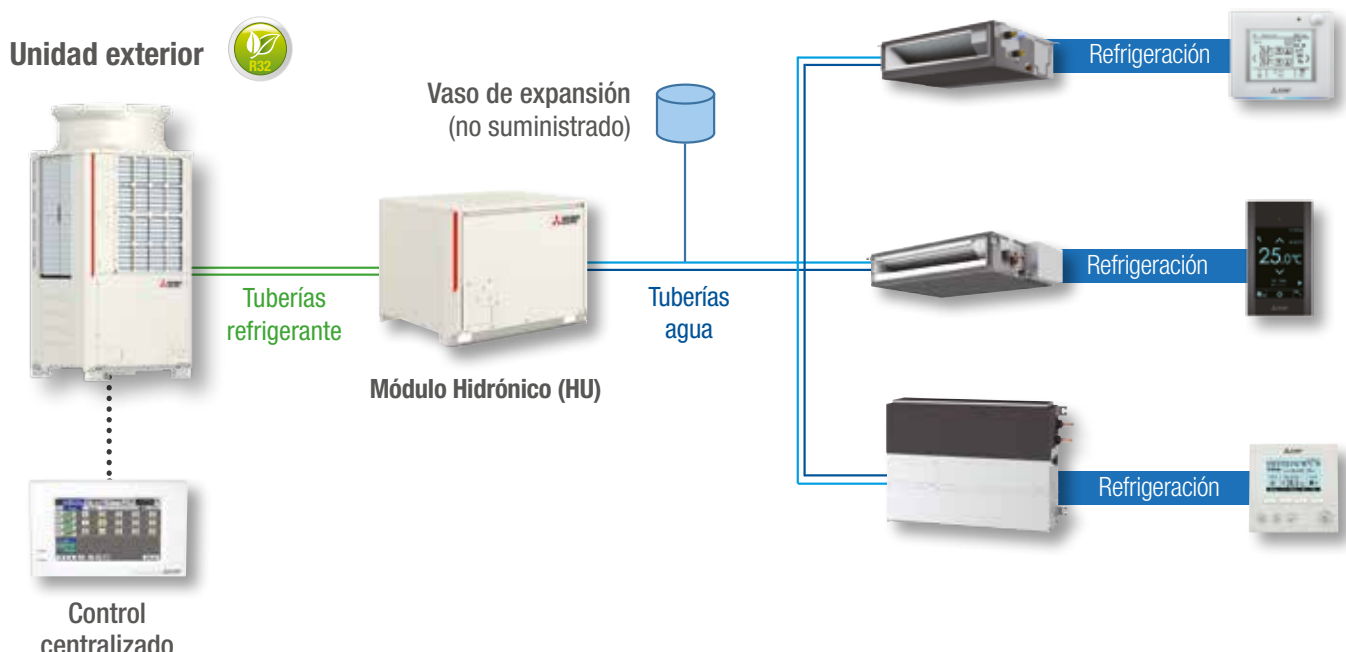 Unidad exterior
R32
Vaso de expansión
(no suministrado)
Refrigeración
Tuberías
refrigerante
Módulo Hidrónico (HU)
Tuberías
agua
Refrigeración
25.0°C
Refrigeración
Control
centralizado